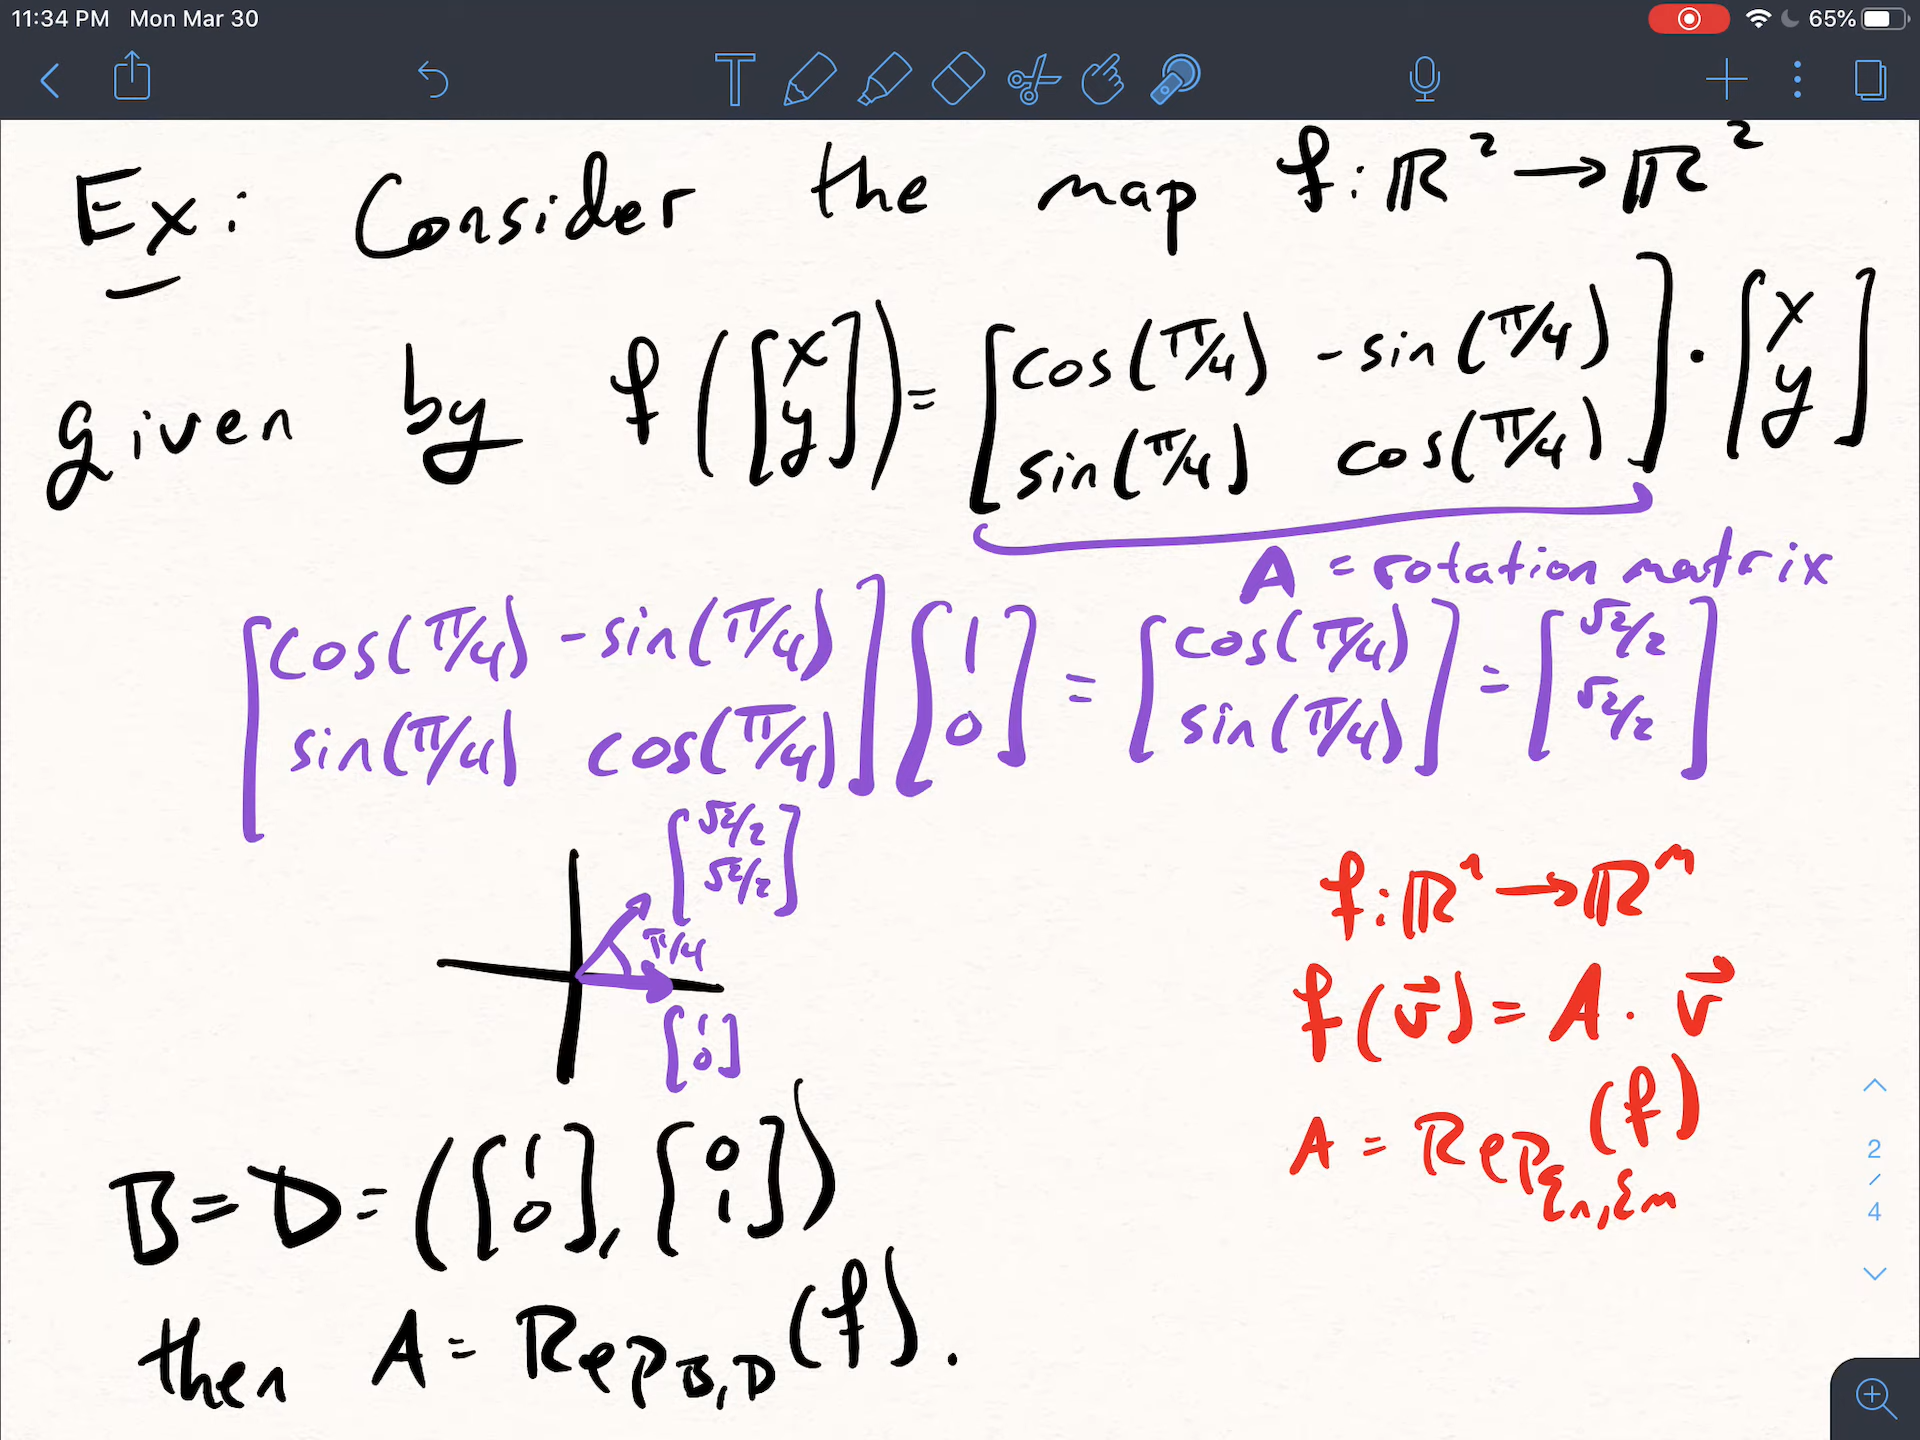 11:34 PM Mon Mar 30
65%
Ex: Consider the map f: ℝ² → ℝ²
given by f([x y]) = [cos(π/4) -sin(π/4) sin(π/4) cos(π/4)] · [x y]
A = rotation matrix
[cos(π/4) -sin(π/4) sin(π/4) cos(π/4)] [1 0] = [cos(π/4) sin(π/4)] = [√2/2 √2/2]
[√2/2 √2/2]
π/4
[1 0]
f: ℝⁿ → ℝᵐ
f(v⃗) = A · v⃗
A = Rep_{ℰn,ℰm}(f)
B = D = ([1 0], [0 1])
then A = Rep_{B,D}(f).
2 / 4